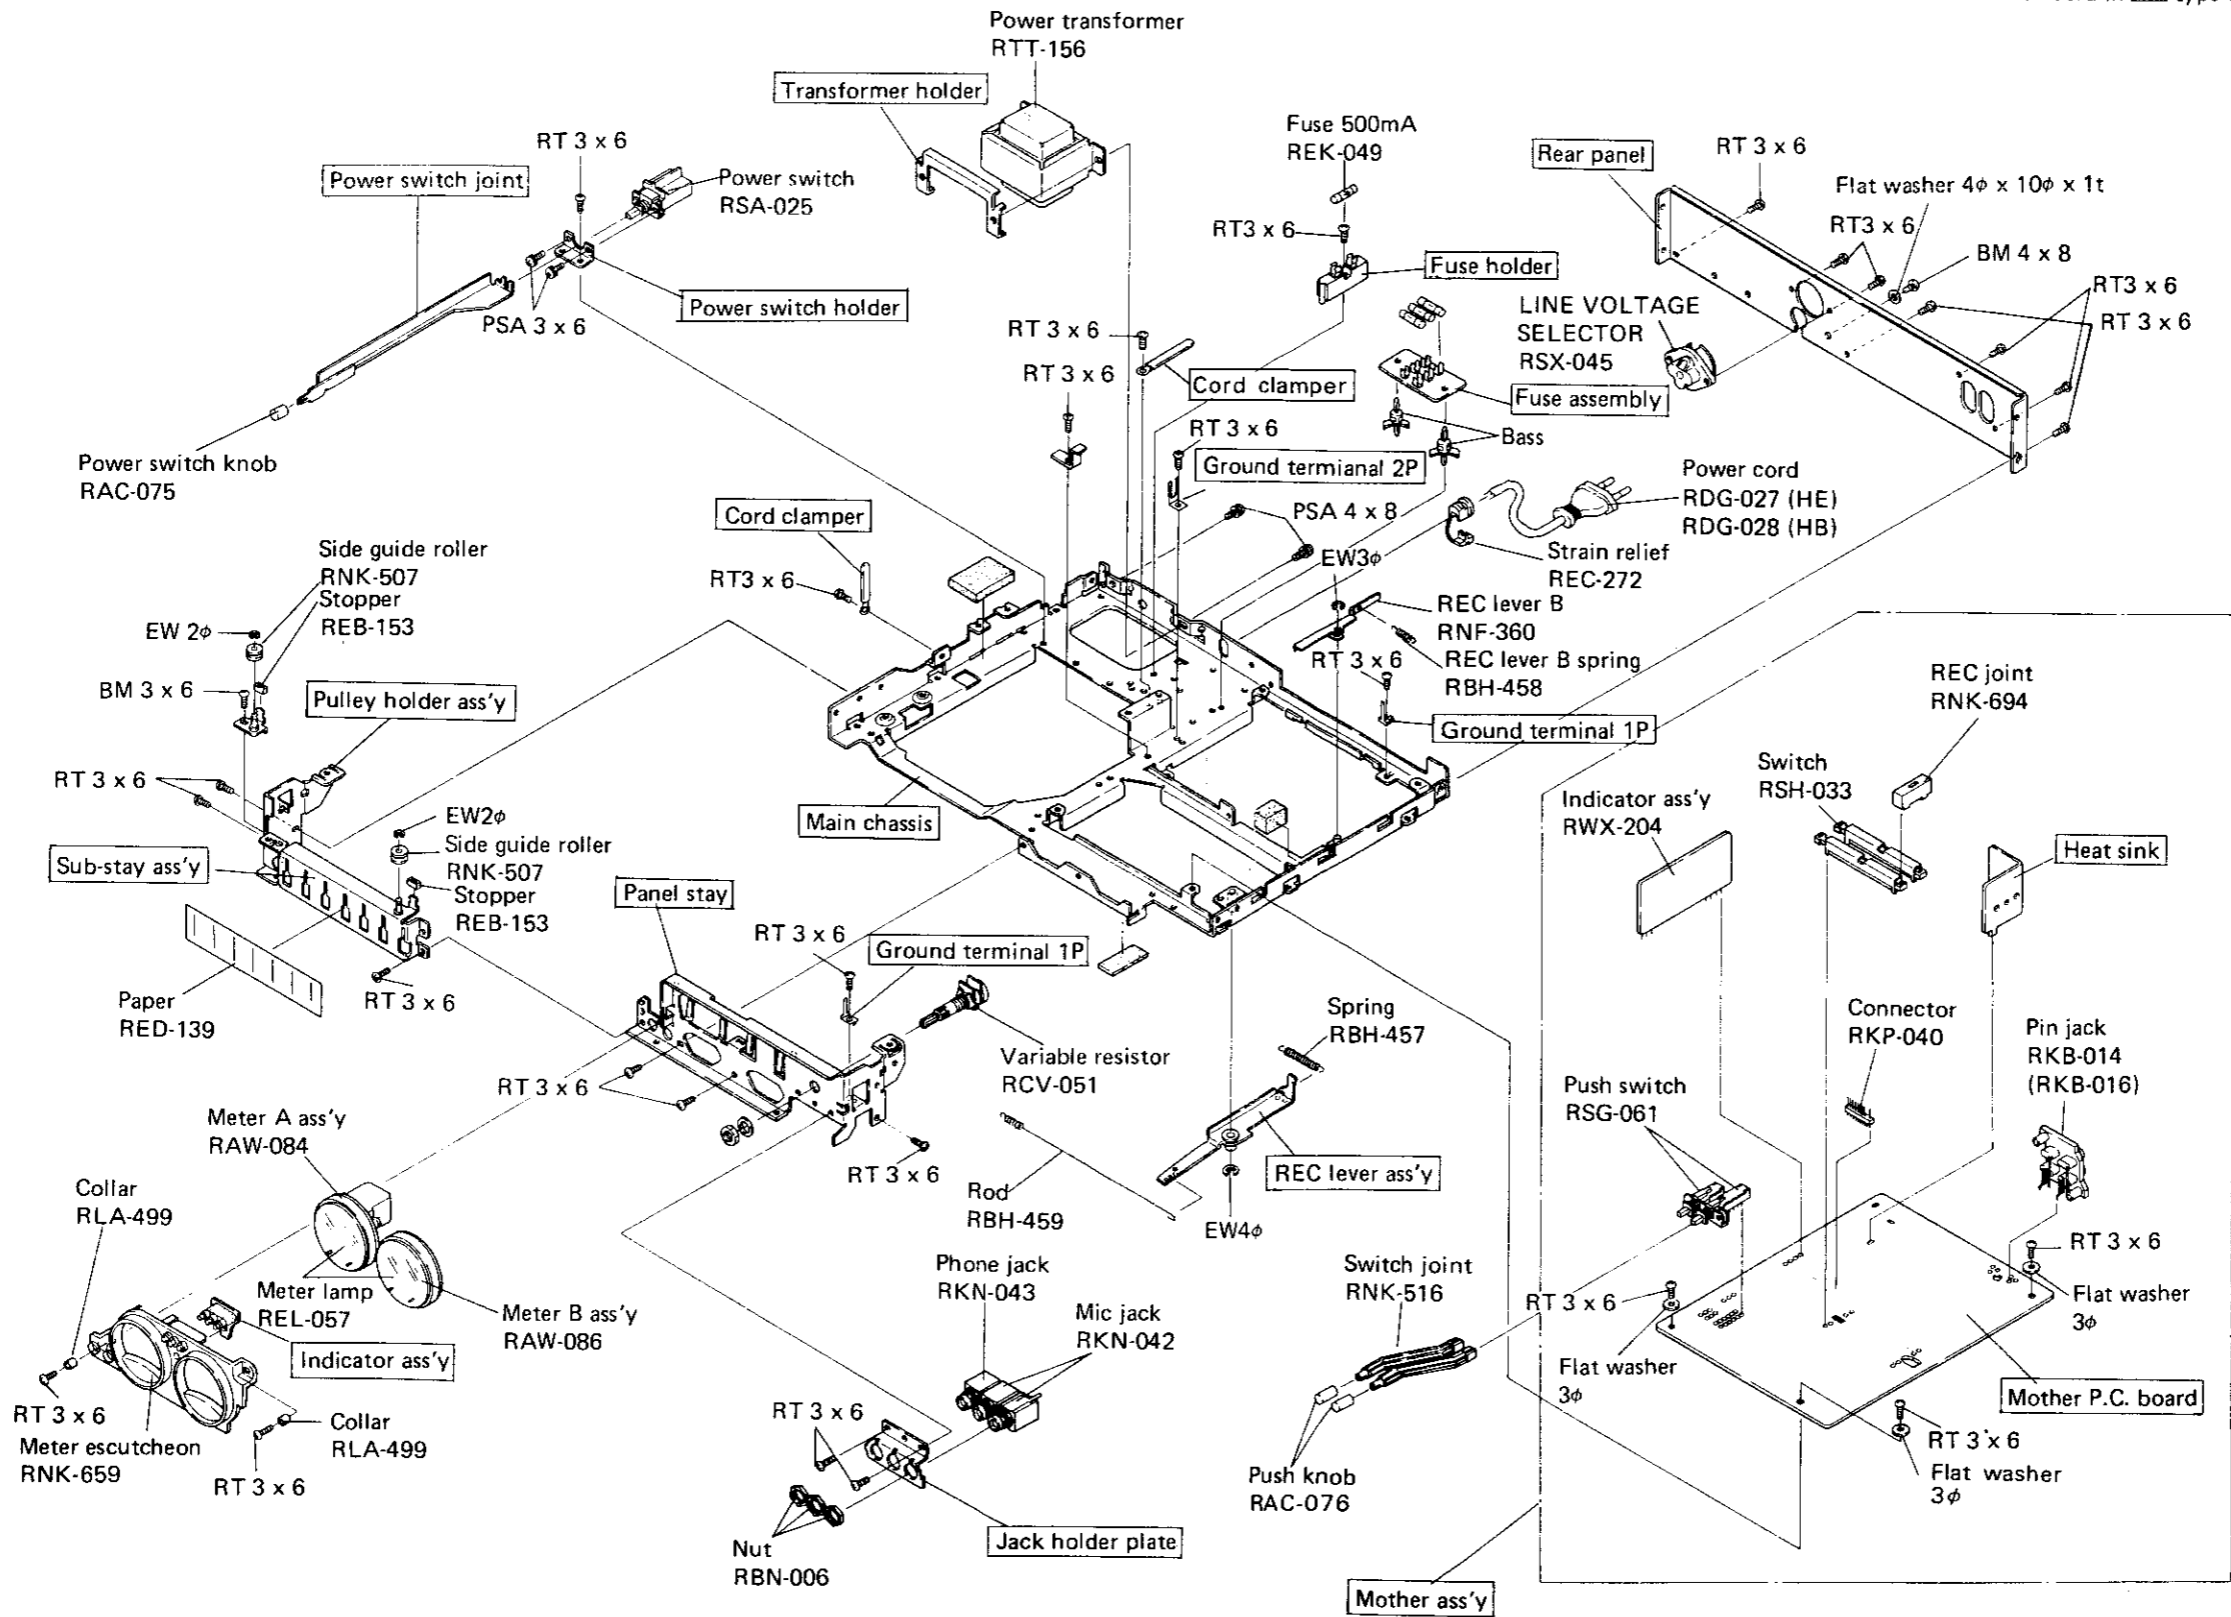 Power transformer
RTT-156
Transformer holder
RT 3 x 6
Power switch joint
Power switch
RSA-025
Fuse 500mA
REK-049
Rear panel
RT 3 x 6
Flat washer 4ϕ x 10ϕ x 1t
RT3 x 6
BM 4 x 8
RT3 x 6
RT 3 x 6
RT3 x 6
Fuse holder
Power switch holder
PSA 3 x 6
LINE VOLTAGE
SELECTOR
RSX-045
RT 3 x 6
RT 3 x 6
Cord clamper
Fuse assembly
Bass
RT 3 x 6
Ground termianal 2P
Power switch knob
RAC-075
Power cord
RDG-027 (HE)
RDG-028 (HB)
Cord clamper
PSA 4 x 8
Strain relief
REC-272
Side guide roller
RNK-507
Stopper
REB-153
RT3 x 6
EW3ϕ
REC lever B
RNF-360
EW 2ϕ
REC lever B spring
RBH-458
RT 3 x 6
REC joint
RNK-694
BM 3 x 6
Pulley holder ass'y
Ground terminal 1P
RT 3 x 6
Switch
RSH-033
Indicator ass'y
RWX-204
EW2ϕ
Side guide roller
RNK-507
Main chassis
Heat sink
Sub-stay ass'y
Stopper
REB-153
Panel stay
RT 3 x 6
Ground terminal 1P
RT 3 x 6
Paper
RED-139
Spring
RBH-457
Connector
RKP-040
Pin jack
RKB-014
(RKB-016)
Variable resistor
RCV-051
RT 3 x 6
Push switch
RSG-061
Meter A ass'y
RAW-084
RT 3 x 6
REC lever ass'y
Collar
RLA-499
Rod
RBH-459
EW4ϕ
RT 3 x 6
Flat washer
3ϕ
Phone jack
RKN-043
Switch joint
RNK-516
RT 3 x 6
Meter lamp
REL-057
Meter B ass'y
RAW-086
Mic jack
RKN-042
Indicator ass'y
Flat washer
3ϕ
Mother P.C. board
RT 3 x 6
Meter escutcheon
RNK-659
Collar
RLA-499
RT 3 x 6
RT 3 x 6
RT 3 x 6
Flat washer
3ϕ
Push knob
RAC-076
Jack holder plate
Nut
RBN-006
Mother ass'y